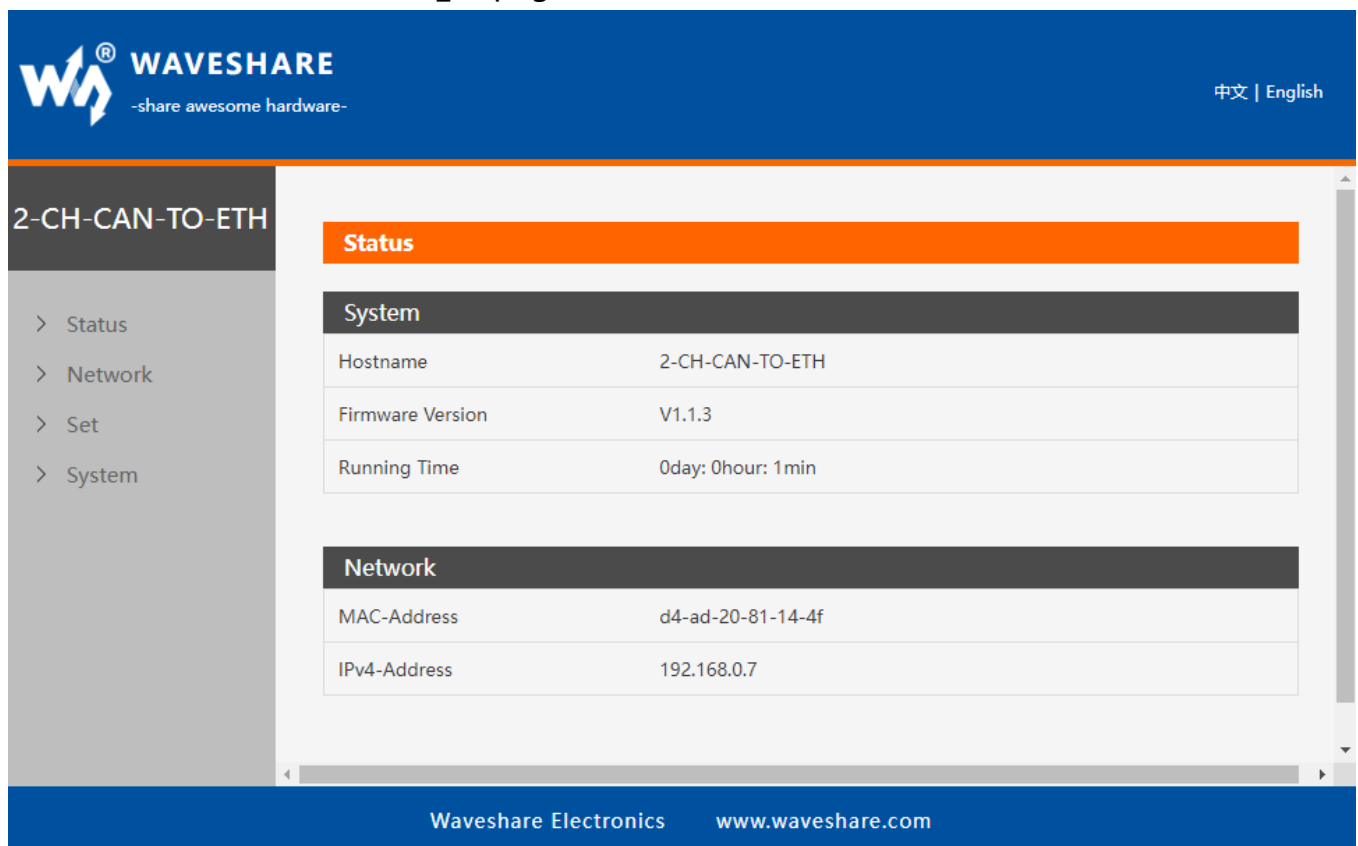 ®
WAVESHARE
-share awesome hardware-
中文 | English
2-CH-CAN-TO-ETH
Status
Network
Set
System
Status
System
Hostname 2-CH-CAN-TO-ETH
Firmware Version V1.1.3
Running Time 0day: 0hour: 1min
Network
MAC-Address d4-ad-20-81-14-4f
IPv4-Address 192.168.0.7
Waveshare Electronics www.waveshare.com